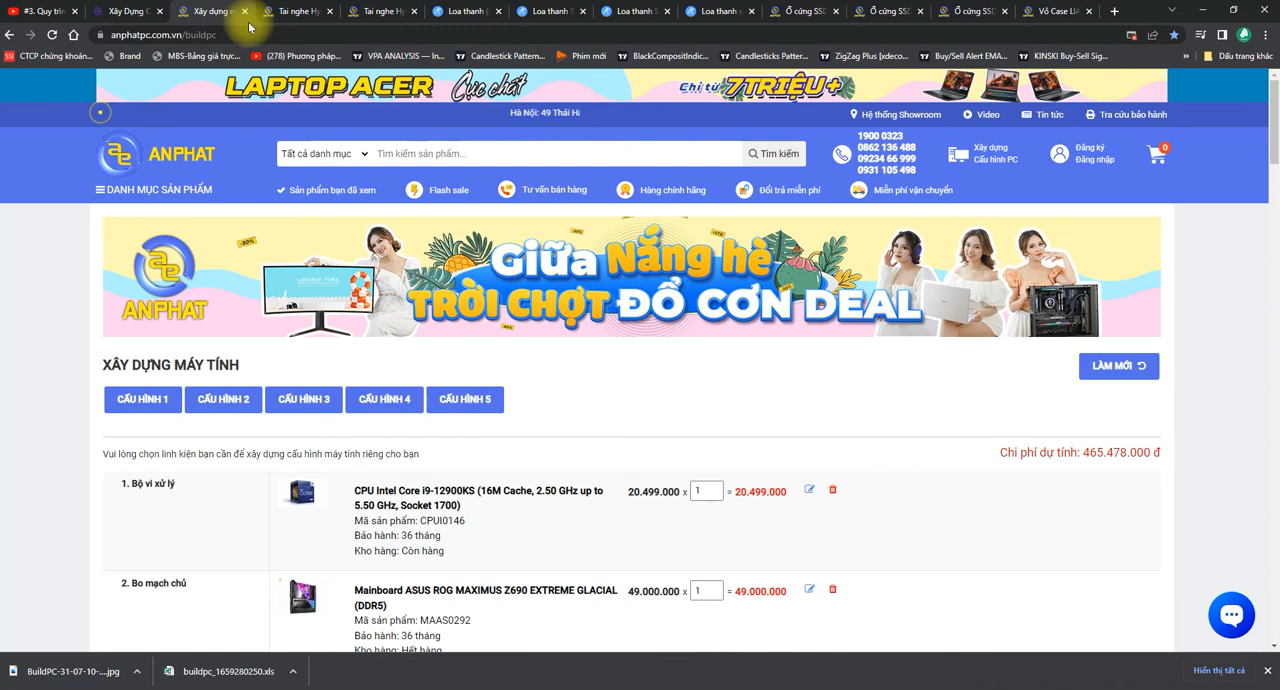 #3. Quy trìn
Xây Dựng C
Xây dựng m
Tai nghe Hy
Tai nghe Hy
Loa thanh (
Loa thanh S
Loa thanh S
Loa thanh s
Ổ cứng SSD
Ổ cứng SSD
Ổ cứng SSD
Vỏ Case LIA
anphatpc.com.vn/buildpc
CTCP chứng khoán...
Brand
MBS-Bảng giá trực...
(278) Phương pháp...
VPA ANALYSIS — In...
Candlestick Pattern...
Phim mới
BlackCompositIndic...
Candlesticks Patter...
ZigZag Plus [xdeco...
Buy/Sell Alert EMA...
KINSKI Buy-Sell Sig...
»
Dấu trang khác
LAPTOP ACER Cực chất Chỉ từ 7TRIỆU+
Hà Nội: 49 Thái Hà
Hệ thống Showroom
Video
Tin tức
Tra cứu bảo hành
ANPHAT
Tất cả danh mục
Tìm kiếm sản phẩm...
Tìm kiếm
1900 0323
0862 136 488
09234 66 999
0931 105 498
Xây dựng
Cấu hình PC
Đăng ký
Đăng nhập
0
DANH MỤC SẢN PHẨM
Sản phẩm bạn đã xem
Flash sale
Tư vấn bán hàng
Hàng chính hãng
Đổi trả miễn phí
Miễn phí vận chuyển
ANPHAT
Giữa Nắng hè
TRỜI CHỢT ĐỔ CƠN DEAL
XÂY DỰNG MÁY TÍNH
LÀM MỚI
CẤU HÌNH 1
CẤU HÌNH 2
CẤU HÌNH 3
CẤU HÌNH 4
CẤU HÌNH 5
Vui lòng chọn linh kiện bạn cần để xây dựng cấu hình máy tính riêng cho bạn
Chi phí dự tính: 465.478.000 đ
1. Bộ vi xử lý
CPU Intel Core i9-12900KS (16M Cache, 2.50 GHz up to
5.50 GHz, Socket 1700)
Mã sản phẩm: CPUI0146
Bảo hành: 36 tháng
Kho hàng: Còn hàng
20.499.000 x 1 = 20.499.000
2. Bo mạch chủ
Mainboard ASUS ROG MAXIMUS Z690 EXTREME GLACIAL
(DDR5)
Mã sản phẩm: MAAS0292
Bảo hành: 36 tháng
Kho hàng: Hết hàng
49.000.000 x 1 = 49.000.000
BuildPC-31-07-10-....jpg
buildpc_1659280250.xls
Hiển thị tất cả